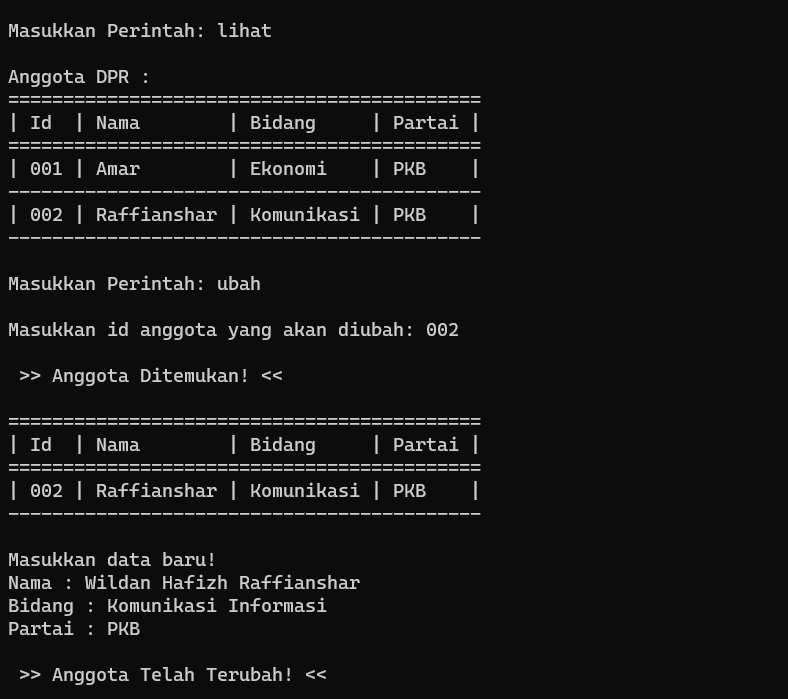 Masukkan Perintah: lihat
Anggota DPR :
===========================================
| Id  | Nama        | Bidang     | Partai |
===========================================
| 001 | Amar        | Ekonomi    | PKB    |
-------------------------------------------
| 002 | Raffianshar | Komunikasi | PKB    |
-------------------------------------------
Masukkan Perintah: ubah
Masukkan id anggota yang akan diubah: 002
 >> Anggota Ditemukan! <<
===========================================
| Id  | Nama        | Bidang     | Partai |
===========================================
| 002 | Raffianshar | Komunikasi | PKB    |
-------------------------------------------
Masukkan data baru!
Nama : Wildan Hafizh Raffianshar
Bidang : Komunikasi Informasi
Partai : PKB
 >> Anggota Telah Terubah! <<